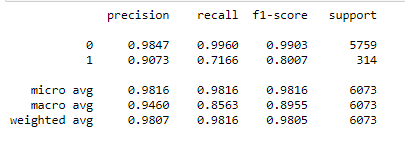 precision recall f1-score support
0 0.9847 0.9960 0.9903 5759
1 0.9073 0.7166 0.8007 314
micro avg 0.9816 0.9816 0.9816 6073
macro avg 0.9460 0.8563 0.8955 6073
weighted avg 0.9807 0.9816 0.9805 6073